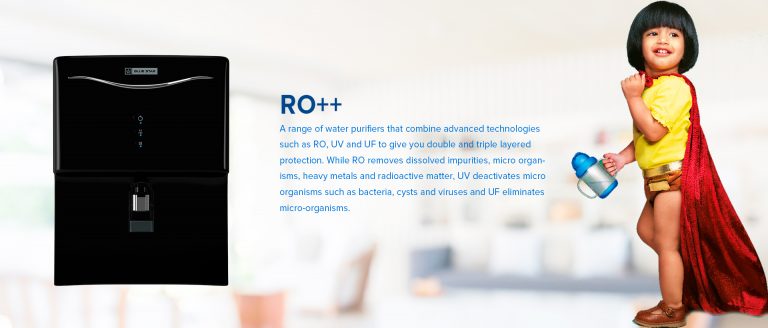 BLUE STAR
RO++
A range of water purifiers that combine advanced technologies
such as RO, UV and UF to give you double and triple layered
protection. While RO removes dissolved impurities, micro organ-
isms, heavy metals and radioactive matter, UV deactivates micro
organisms such as bacteria, cysts and viruses and UF eliminates
micro-organisms.